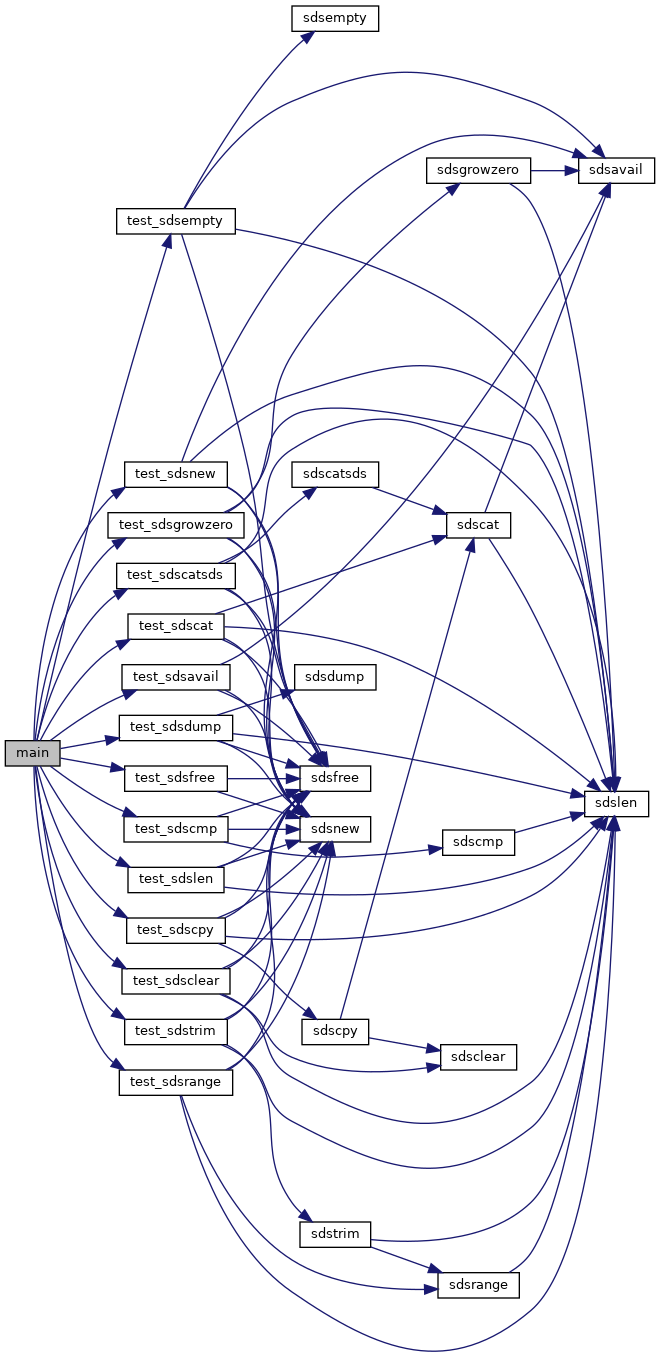 sdsempty
sdsgrowzero
sdsavail
test_sdsempty
test_sdsnew
sdscatsds
test_sdsgrowzero
sdscat
test_sdscatsds
test_sdscat
test_sdsavail
sdsdump
test_sdsdump
main
test_sdsfree
sdsfree
sdslen
test_sdscmp
sdsnew
sdscmp
test_sdslen
test_sdscpy
test_sdsclear
test_sdstrim
sdscpy
sdsclear
test_sdsrange
sdstrim
sdsrange